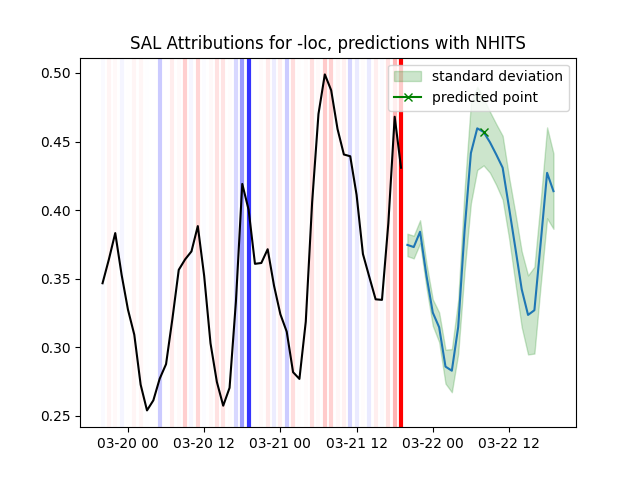 SAL Attributions for -loc, predictions with NHITS
standard deviation
predicted point
0.50
0.45
0.40
0.35
0.30
0.25
03-20 00 03-20 12 03-21 00 03-21 12 03-22 00 03-22 12